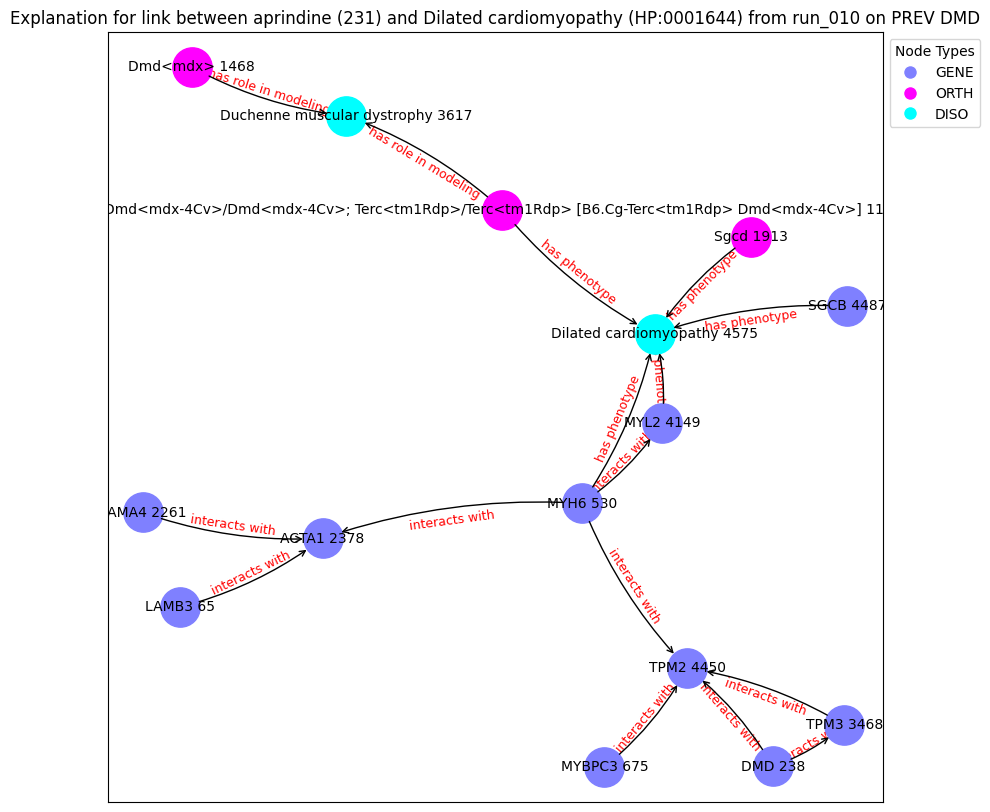 Explanation for link between aprindine (231) and Dilated cardiomyopathy (HP:0001644) from run_010 on PREV DMD
Node Types
GENE
ORTH
DISO
Dmd<mdx> 1468
has role in modeling
Duchenne muscular dystrophy 3617
has role in modeling
Dmd<mdx-4Cv>/Dmd<mdx-4Cv>; Terc<tm1Rdp>/Terc<tm1Rdp> [B6.Cg-Terc<tm1Rdp> Dmd<mdx-4Cv>] 11
Sgcd 1913
has phenotype
has phenotype
SGCB 4487
has phenotype
Dilated cardiomyopathy 4575
has phenotype
phenot
MYL2 4149
interacts with
MYH6 530
AMA4 2261
interacts with
interacts with
ACTA1 2378
interacts with
LAMB3 65
interacts with
TPM2 4450
interacts with
interacts with
interacts with
TPM3 3468
racts w
MYBPC3 675
DMD 238